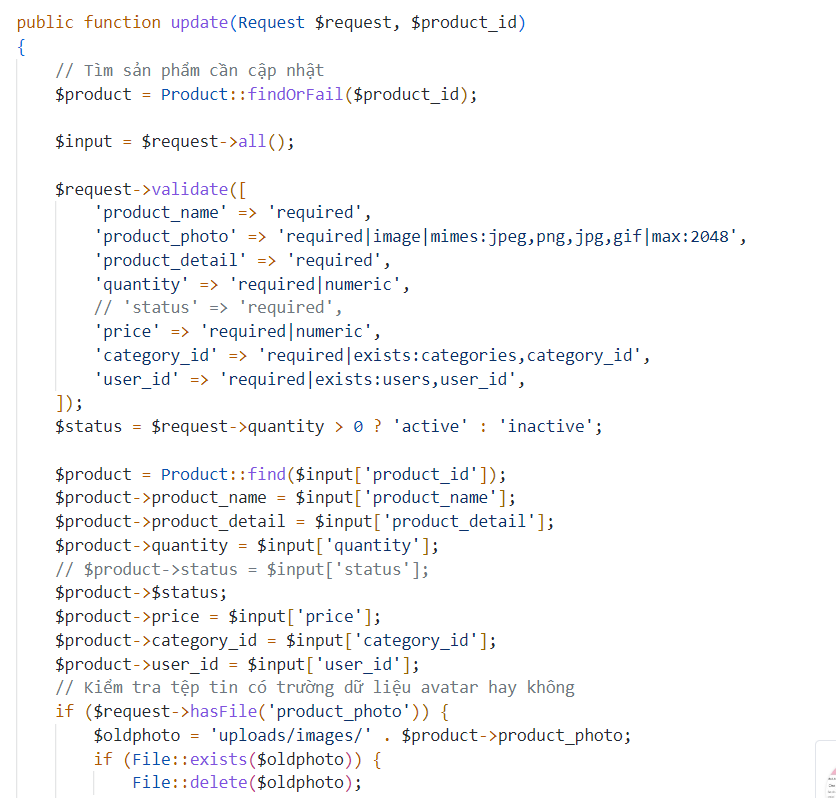 public function update(Request $request, $product_id)
{
    // Tìm sản phẩm cần cập nhật
    $product = Product::findOrFail($product_id);

    $input = $request->all();

    $request->validate([
        'product_name' => 'required',
        'product_photo' => 'required|image|mimes:jpeg,png,jpg,gif|max:2048',
        'product_detail' => 'required',
        'quantity' => 'required|numeric',
        // 'status' => 'required',
        'price' => 'required|numeric',
        'category_id' => 'required|exists:categories,category_id',
        'user_id' => 'required|exists:users,user_id',
    ]);
    $status = $request->quantity > 0 ? 'active' : 'inactive';

    $product = Product::find($input['product_id']);
    $product->product_name = $input['product_name'];
    $product->product_detail = $input['product_detail'];
    $product->quantity = $input['quantity'];
    // $product->status = $input['status'];
    $product->$status;
    $product->price = $input['price'];
    $product->category_id = $input['category_id'];
    $product->user_id = $input['user_id'];
    // Kiểm tra tệp tin có trường dữ liệu avatar hay không
    if ($request->hasFile('product_photo')) {
        $oldphoto = 'uploads/images/' . $product->product_photo;
        if (File::exists($oldphoto)) {
            File::delete($oldphoto);